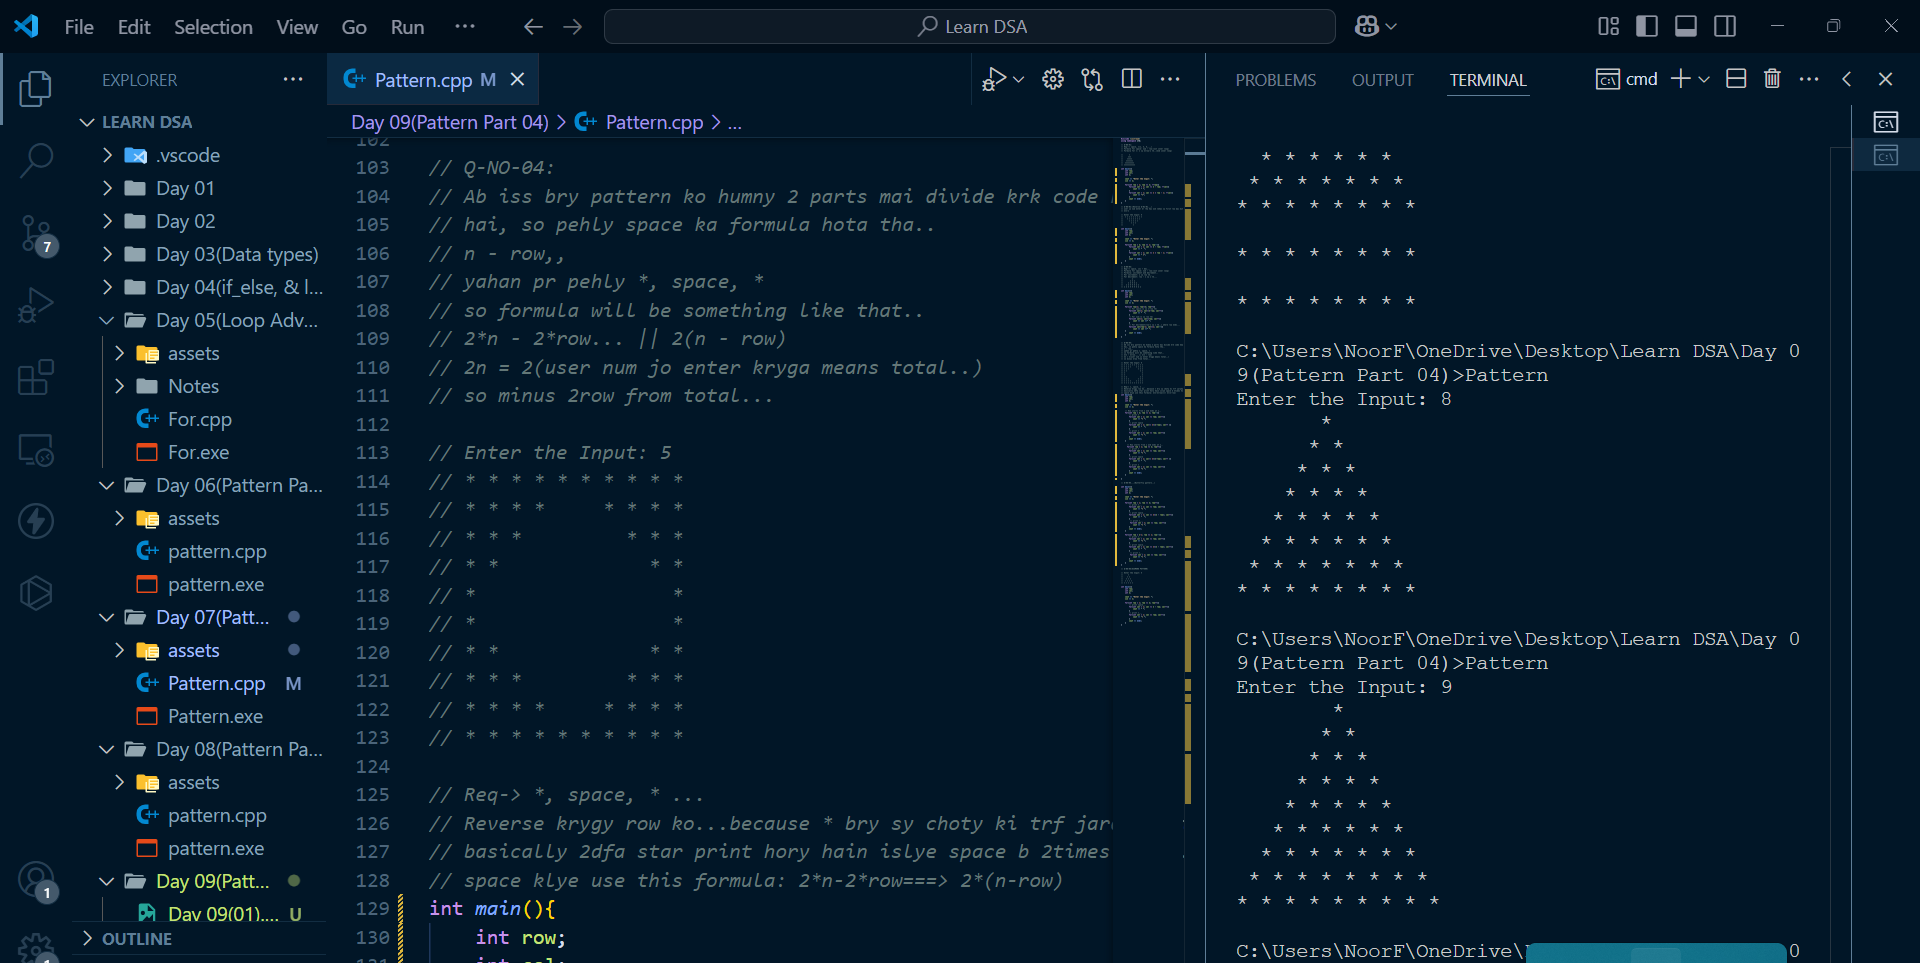 File Edit Selection View Go Run ...
Learn DSA
EXPLORER ...
LEARN DSA
.vscode
Day 01
Day 02
Day 03(Data types)
Day 04(if_else, & l...
Day 05(Loop Adv...
assets
Notes
For.cpp
For.exe
Day 06(Pattern Pa...
assets
pattern.cpp
pattern.exe
Day 07(Patt...
assets
Pattern.cpp M
Pattern.exe
Day 08(Pattern Pa...
assets
pattern.cpp
pattern.exe
Day 09(Patt...
Day 09(01).... U
OUTLINE
7
1
1
Pattern.cpp M
Day 09(Pattern Part 04) > Pattern.cpp > ...
102
103 // Q-NO-04:
104 // Ab iss bry pattern ko humny 2 parts mai divide krk code
105 // hai, so pehly space ka formula hota tha..
106 // n - row,,
107 // yahan pr pehly *, space, *
108 // so formula will be something like that..
109 // 2*n - 2*row... || 2(n - row)
110 // 2n = 2(user num jo enter kryga means total..)
111 // so minus 2row from total...
112
113 // Enter the Input: 5
114 // * * * * * * * * * *
115 // * * * *     * * * *
116 // * * *         * * *
117 // * *             * *
118 // *                 *
119 // *                 *
120 // * *             * *
121 // * * *         * * *
122 // * * * *     * * * *
123 // * * * * * * * * * *
124
125 // Req-> *, space, * ...
126 // Reverse krygy row ko...because * bry sy choty ki trf jar
127 // basically 2dfa star print hory hain islye space b 2times
128 // space klye use this formula: 2*n-2*row===> 2*(n-row)
129 int main(){
130 int row;
131 int col;
PROBLEMS OUTPUT TERMINAL cmd
  * * * * * *
 * * * * * * *
* * * * * * * *
* * * * * * * *
* * * * * * * *
C:\Users\NoorF\OneDrive\Desktop\Learn DSA\Day 0
9(Pattern Part 04)>Pattern
Enter the Input: 8
       *
      * *
     * * *
    * * * *
   * * * * *
  * * * * * *
 * * * * * * *
* * * * * * * *
C:\Users\NoorF\OneDrive\Desktop\Learn DSA\Day 0
9(Pattern Part 04)>Pattern
Enter the Input: 9
        *
       * *
      * * *
     * * * *
    * * * * *
   * * * * * *
  * * * * * * *
 * * * * * * * *
* * * * * * * * *
C:\Users\NoorF\OneDrive\ 0